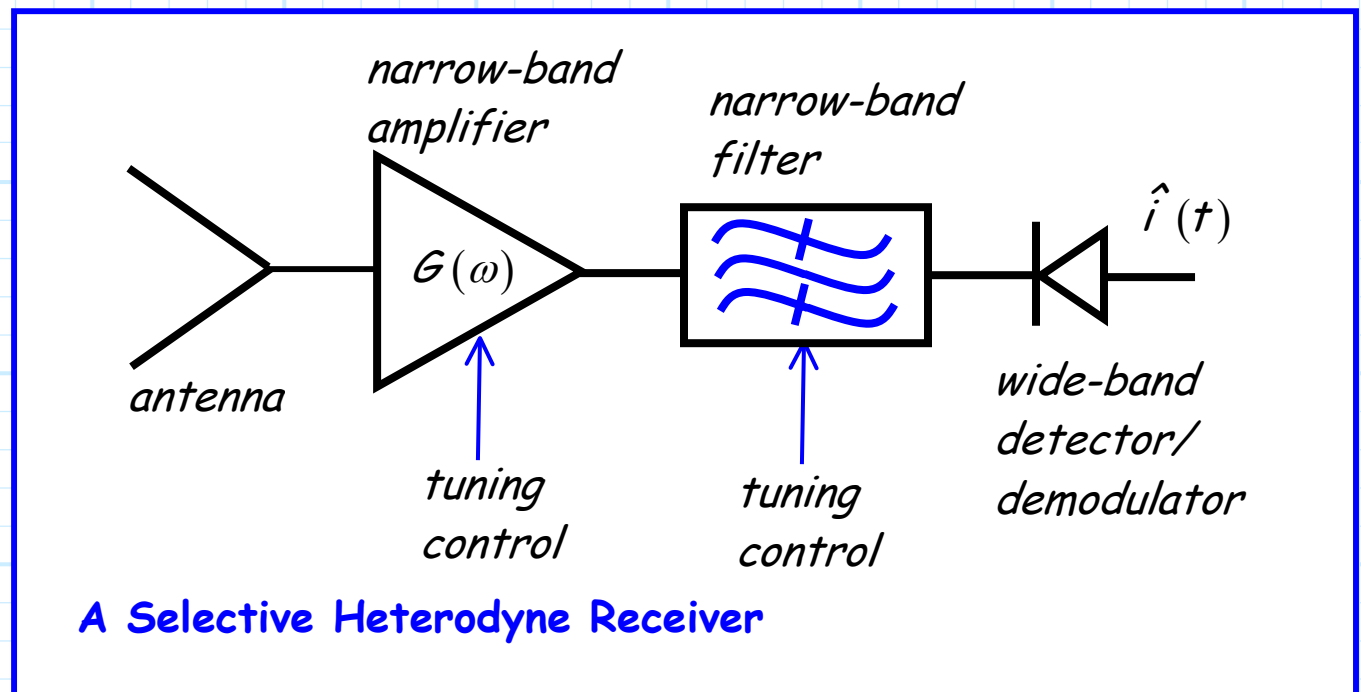 narrow-band
amplifier
narrow-band
filter
G(ω)
î(t)
antenna
wide-band
detector/
demodulator
tuning
control
tuning
control
A Selective Heterodyne Receiver